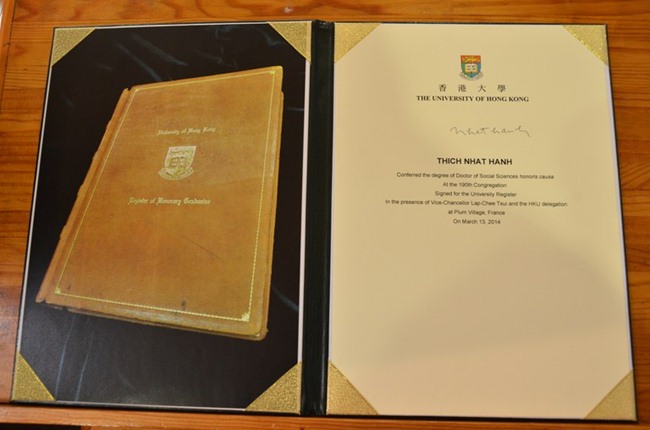 University of Hong Kong
Register of Honorary Graduates
香港大學
THE UNIVERSITY OF HONG KONG
nhat hanh
THICH NHAT HANH
Conferred the degree of Doctor of Social Sciences honoris causa
At the 190th Congregation
Signed for the University Register
In the presence of Vice-Chancellor Lap-Chee Tsui and the HKU delegation
at Plum Village, France
On March 13, 2014